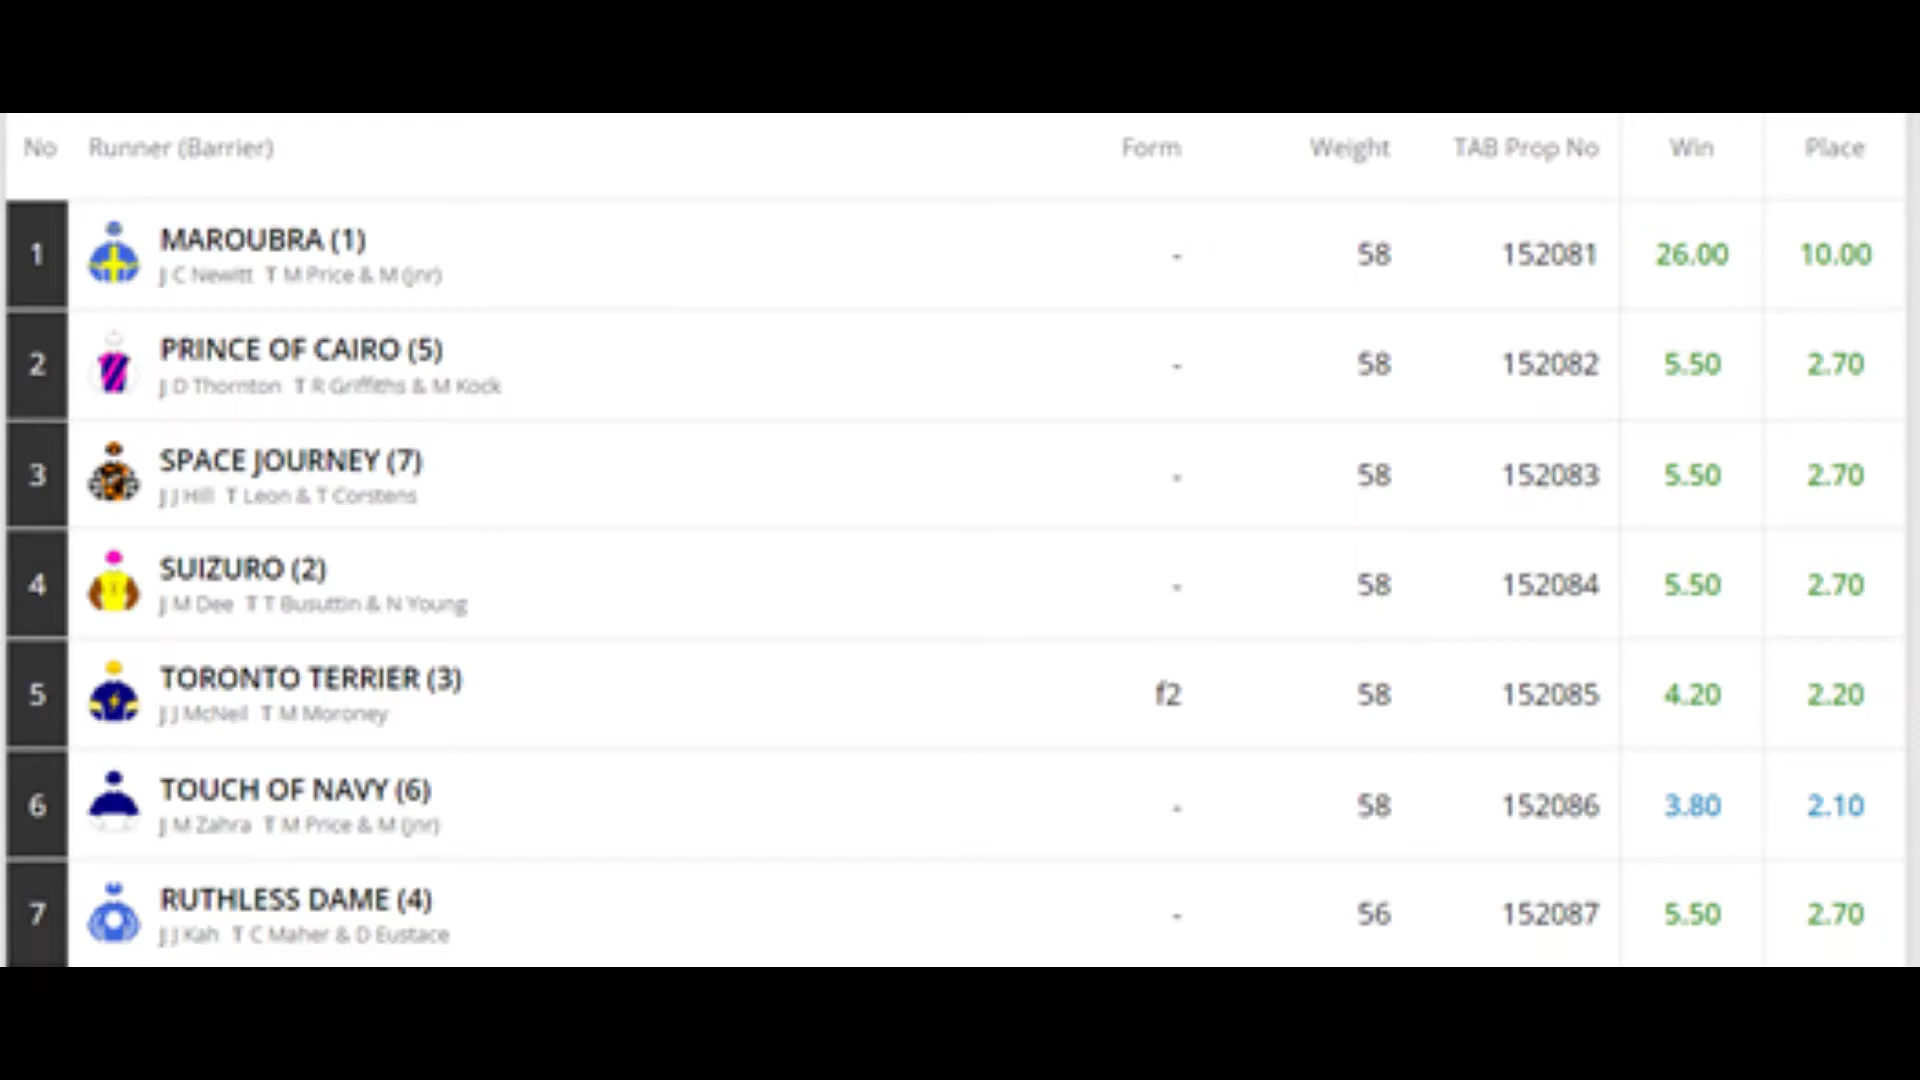 No Runner (Barrier) Form Weight TAB Prop No Win Place
1 MAROUBRA (1) - 58 152081 26.00 10.00
J C Newitt T M Price & M (jnr)
2 PRINCE OF CAIRO (5) - 58 152082 5.50 2.70
J D Thornton T R Griffiths & M Kock
3 SPACE JOURNEY (7) - 58 152083 5.50 2.70
J J Hill T Leon & T Corstens
4 SUIZURO (2) - 58 152084 5.50 2.70
J M Dee T T Busuttin & N Young
5 TORONTO TERRIER (3) f2 58 152085 4.20 2.20
J J McNeil T M Moroney
6 TOUCH OF NAVY (6) - 58 152086 3.80 2.10
J M Zahra T M Price & M (jnr)
7 RUTHLESS DAME (4) - 56 152087 5.50 2.70
J J Kah T C Maher & D Eustace